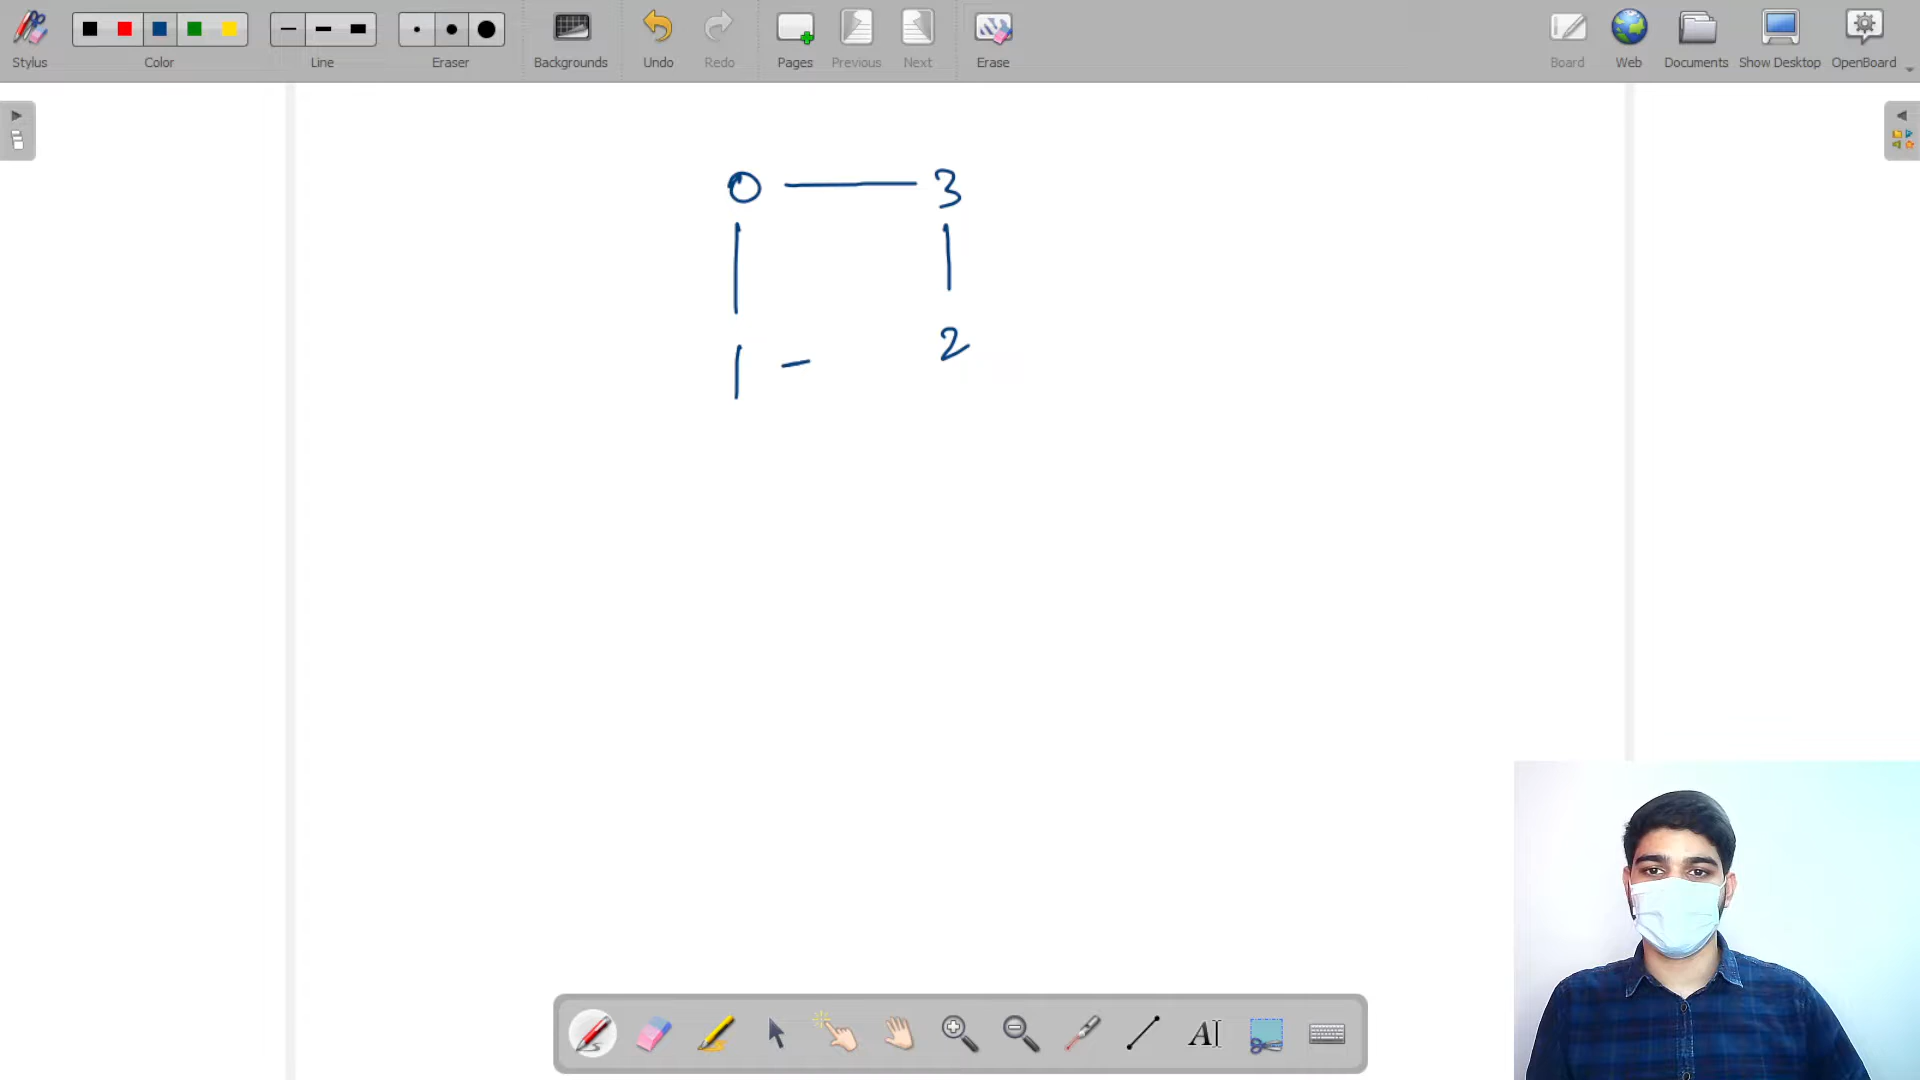 Stylus Color Line Eraser Backgrounds Undo Redo Pages Previous Next Erase Board Web Documents Show Desktop OpenBoard
0 3
1 2
A